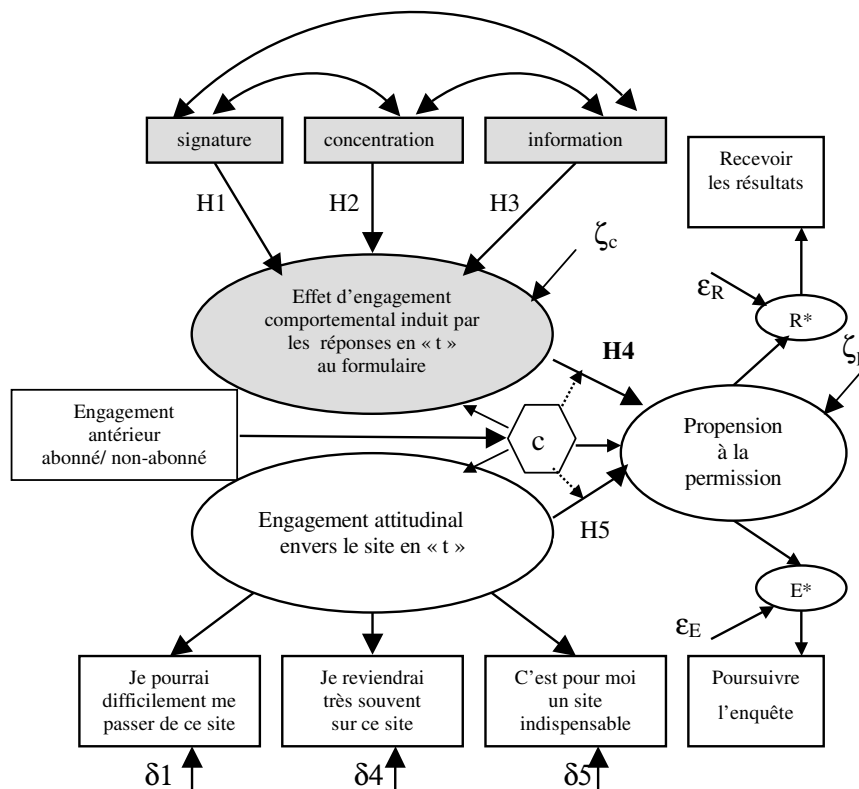 signature
concentration
information
H1
H2
H3
Recevoir
les résultats
ζc
Effet d’engagement
comportemental induit par
les réponses en « t »
au formulaire
εR
R*
H4
Engagement
antérieur
abonné/ non-abonné
c
Propension
à la
permission
Engagement attitudinal
envers le site en « t »
H5
E*
εE
Je pourrai
difficilement me
passer de ce site
Je reviendrai
très souvent
sur ce site
C’est pour moi
un site
indispensable
Poursuivre
l’enquête
δ1
δ4
δ5